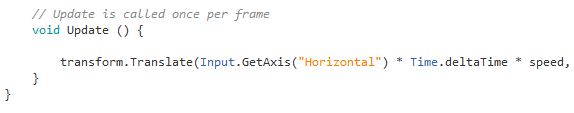 // Update is called once per frame
void Update () {
transform.Translate(Input.GetAxis("Horizontal") * Time.deltaTime * speed,
}
}